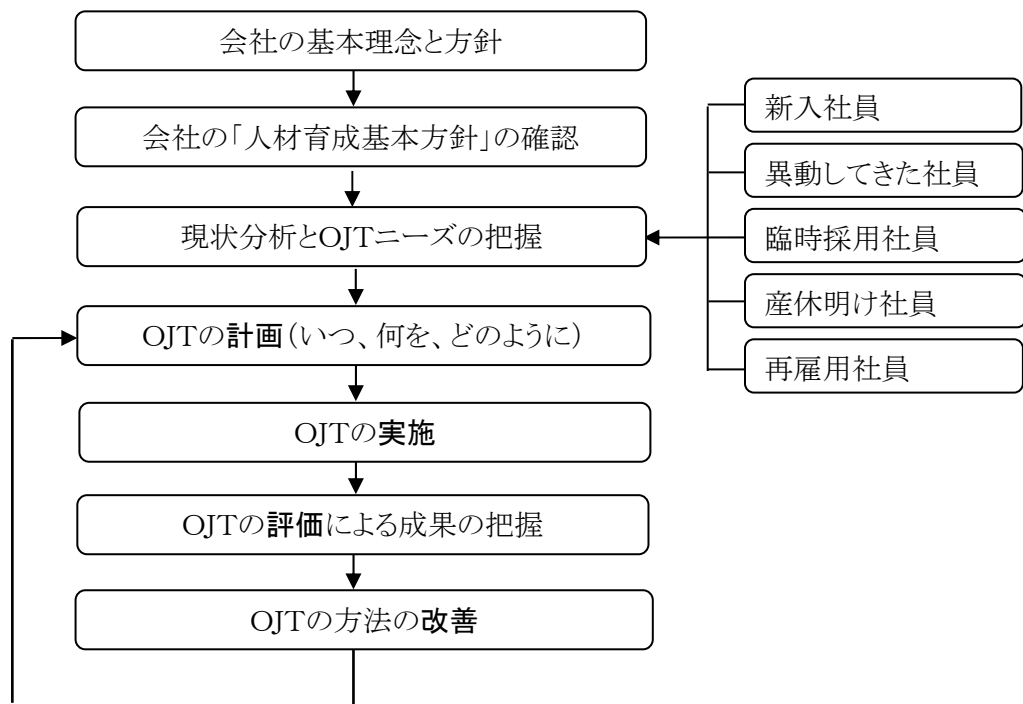 会社の基本理念と方針
会社の「人材育成基本方針」の確認
現状分析とOJTニーズの把握
OJTの計画(いつ、何を、どのように)
OJTの実施
OJTの評価による成果の把握
OJTの方法の改善
新入社員
異動してきた社員
臨時採用社員
産休明け社員
再雇用社員